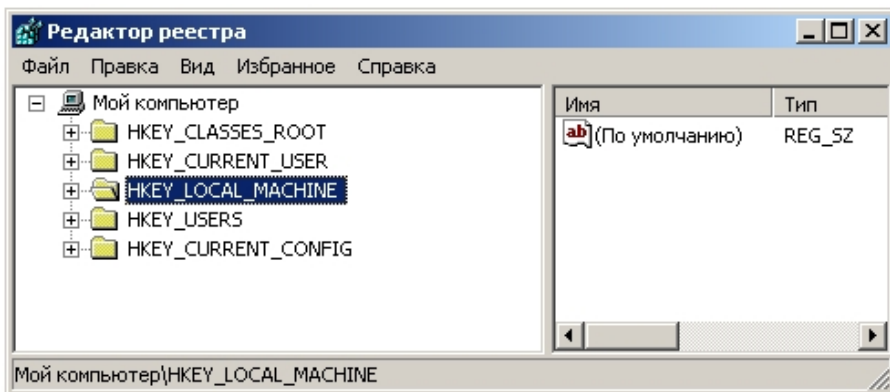 Редактор реестра
Файл Правка Вид Избранное Справка
Мой компьютер
HKEY_CLASSES_ROOT
HKEY_CURRENT_USER
HKEY_LOCAL_MACHINE
HKEY_USERS
HKEY_CURRENT_CONFIG
Имя Тип
ab (По умолчанию) REG_SZ
Мой компьютер\HKEY_LOCAL_MACHINE